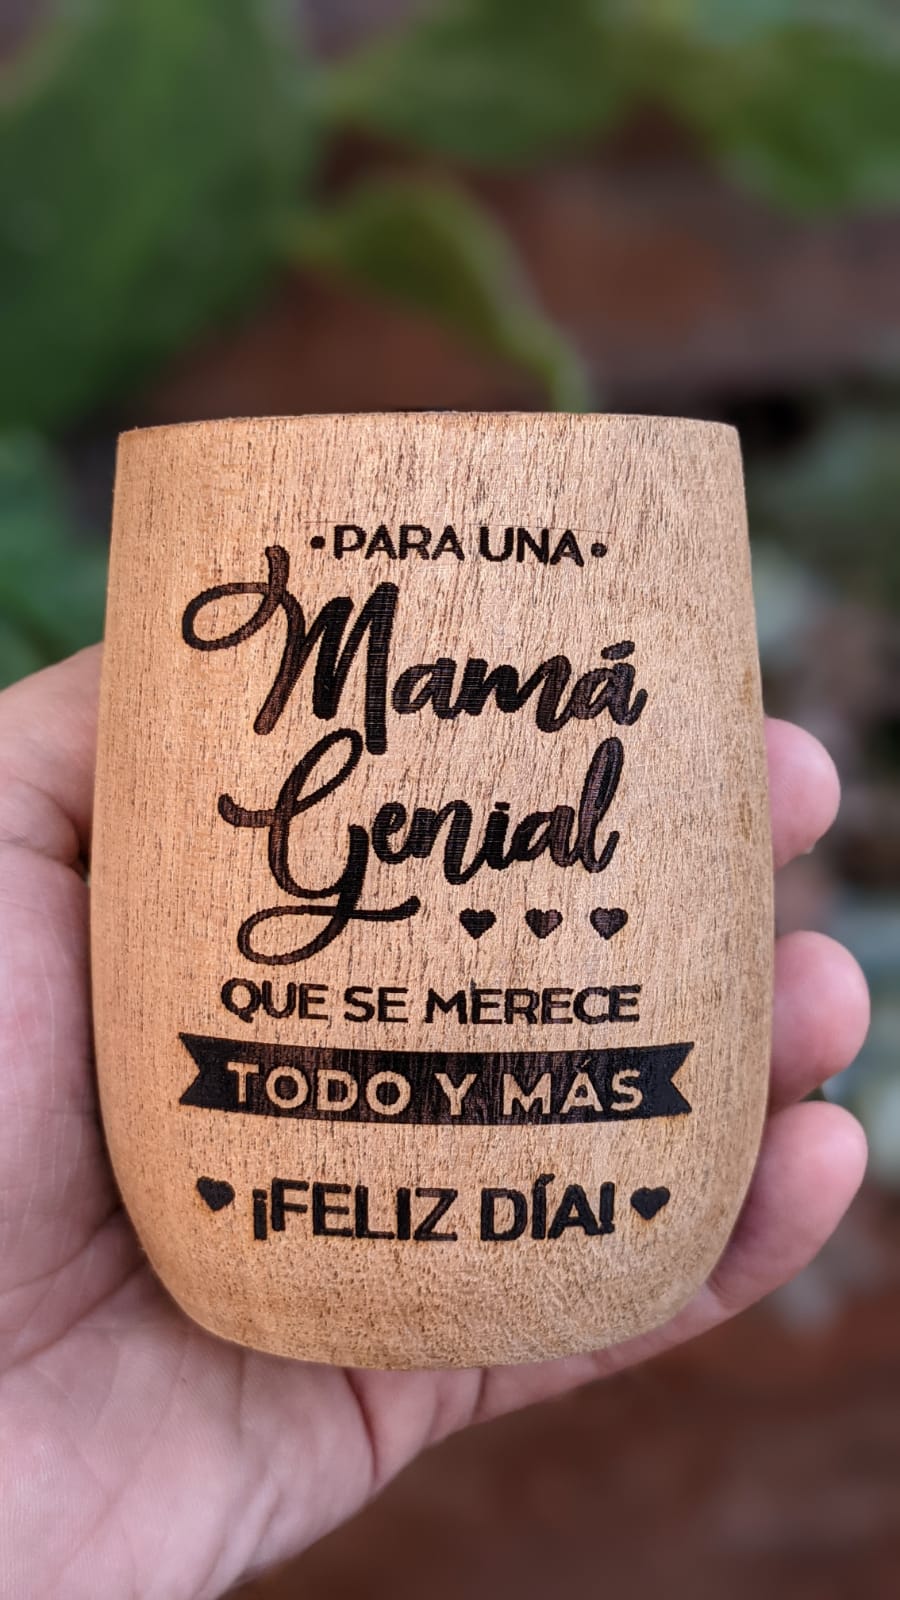 •PARA UNA•
Mamá
Genial
QUE SE MERECE
TODO Y MÁS
¡FELIZ DÍA!